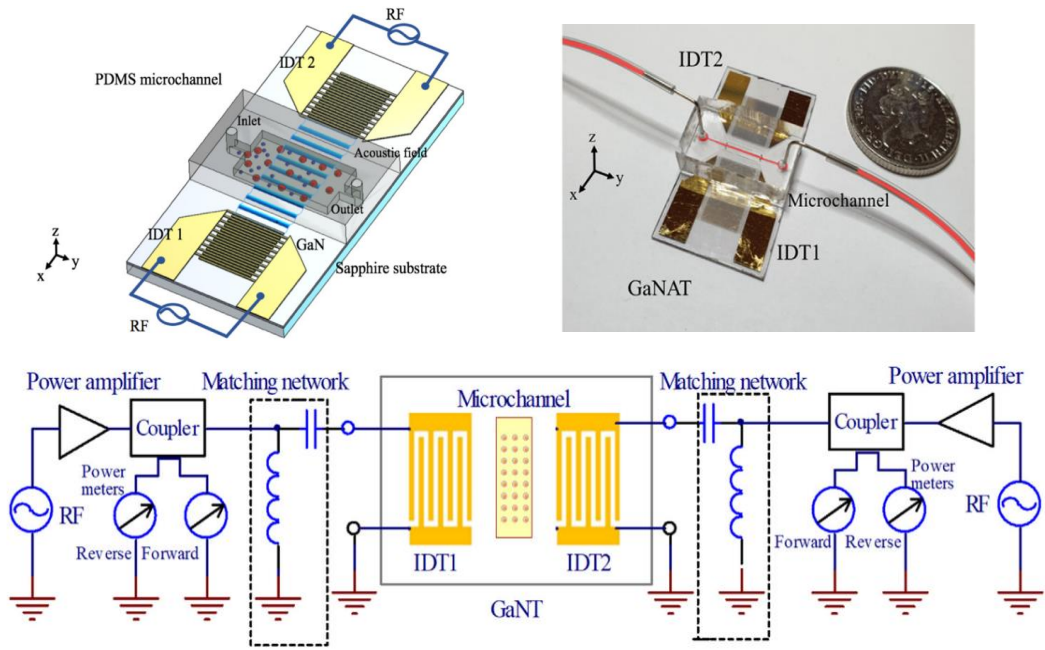 RF
IDT 2
PDMS microchannel
Inlet
Acoustic field
Outlet
IDT 1
GaN
Sapphire substrate
z
x
y
RF
IDT2
z
x
y
Microchannel
IDT1
GaNAT
Power amplifier
Matching network
Microchannel
Matching network
Power amplifier
Coupler
Coupler
Power
meters
Power
meters
RF
RF
Reverse
Forward
Forward
Reverse
IDT1
IDT2
GaNT